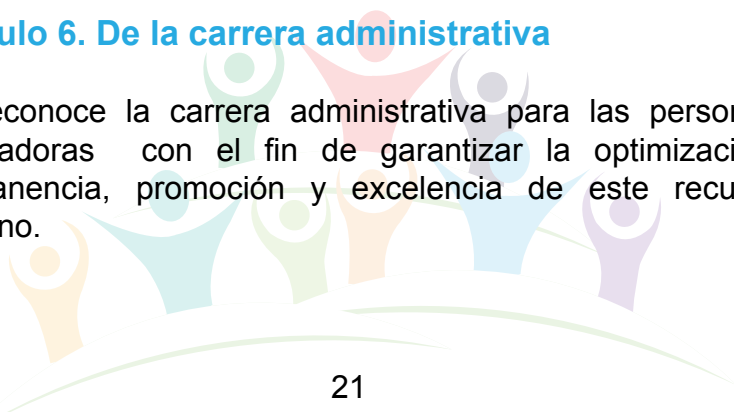 ulo 6. De la carrera administrativa
econoce la carrera administrativa para las person
adoras con el fin de garantizar la optimizaci
anencia, promoción y excelencia de este recu
no.
21